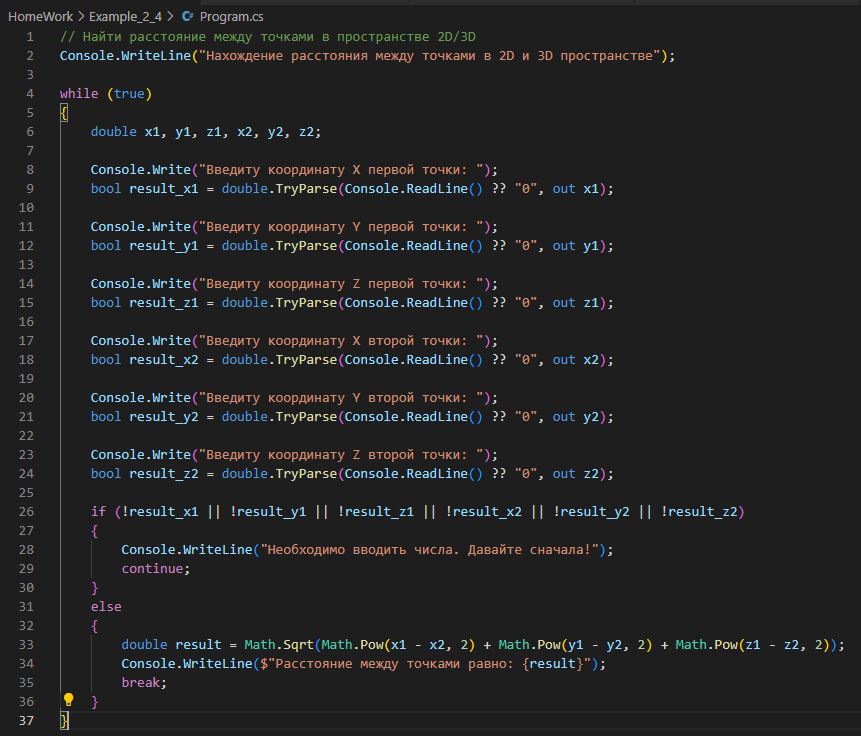 HomeWork > Example_2_4 > C# Program.cs
1 // Найти расстояние между точками в пространстве 2D/3D
2 Console.WriteLine("Нахождение расстояния между точками в 2D и 3D пространстве");
3
4 while (true)
5 {
6 double x1, y1, z1, x2, y2, z2;
7
8 Console.Write("Введиту координату X первой точки: ");
9 bool result_x1 = double.TryParse(Console.ReadLine() ?? "0", out x1);
10
11 Console.Write("Введиту координату Y первой точки: ");
12 bool result_y1 = double.TryParse(Console.ReadLine() ?? "0", out y1);
13
14 Console.Write("Введиту координату Z первой точки: ");
15 bool result_z1 = double.TryParse(Console.ReadLine() ?? "0", out z1);
16
17 Console.Write("Введиту координату X второй точки: ");
18 bool result_x2 = double.TryParse(Console.ReadLine() ?? "0", out x2);
19
20 Console.Write("Введиту координату Y второй точки: ");
21 bool result_y2 = double.TryParse(Console.ReadLine() ?? "0", out y2);
22
23 Console.Write("Введиту координату Z второй точки: ");
24 bool result_z2 = double.TryParse(Console.ReadLine() ?? "0", out z2);
25
26 if (!result_x1 || !result_y1 || !result_z1 || !result_x2 || !result_y2 || !result_z2)
27 {
28 Console.WriteLine("Необходимо вводить числа. Давайте сначала!");
29 continue;
30 }
31 else
32 {
33 double result = Math.Sqrt(Math.Pow(x1 - x2, 2) + Math.Pow(y1 - y2, 2) + Math.Pow(z1 - z2, 2));
34 Console.WriteLine($"Расстояние между точками равно: {result}");
35 break;
36 }
37 }